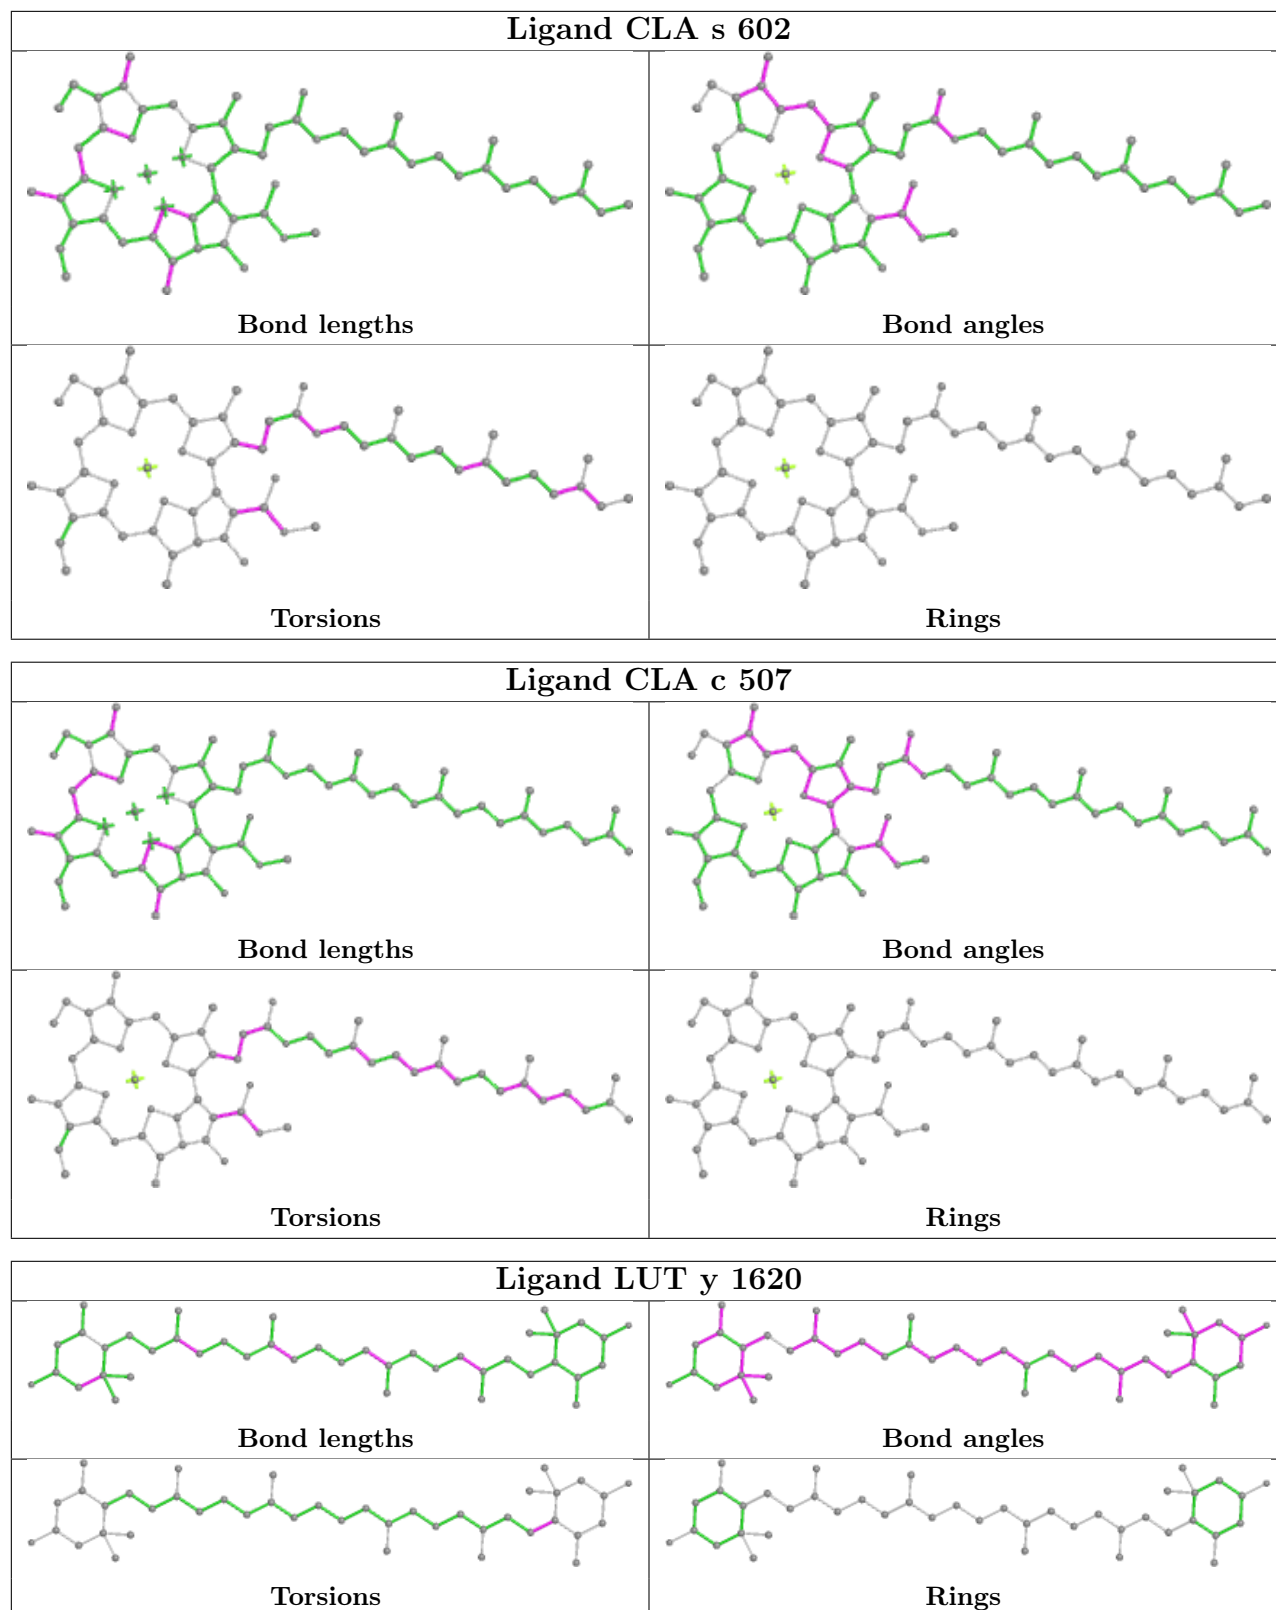 Ligand CLA s 602
Bond lengths
Bond angles
Torsions
Rings
Ligand CLA c 507
Bond lengths
Bond angles
Torsions
Rings
Ligand LUT y 1620
Bond lengths
Bond angles
Torsions
Rings